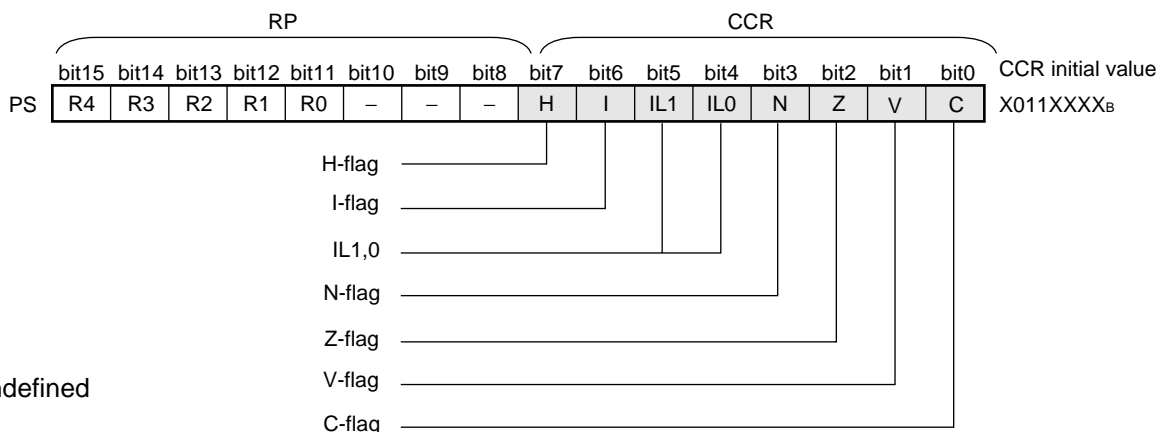 RP CCR
bit15 bit14 bit13 bit12 bit11 bit10 bit9 bit8 bit7 bit6 bit5 bit4 bit3 bit2 bit1 bit0 CCR initial value
PS R4 R3 R2 R1 R0 – – – H I IL1 IL0 N Z V C X011XXXXB
H-flag
I-flag
IL1,0
N-flag
Z-flag
V-flag
C-flag